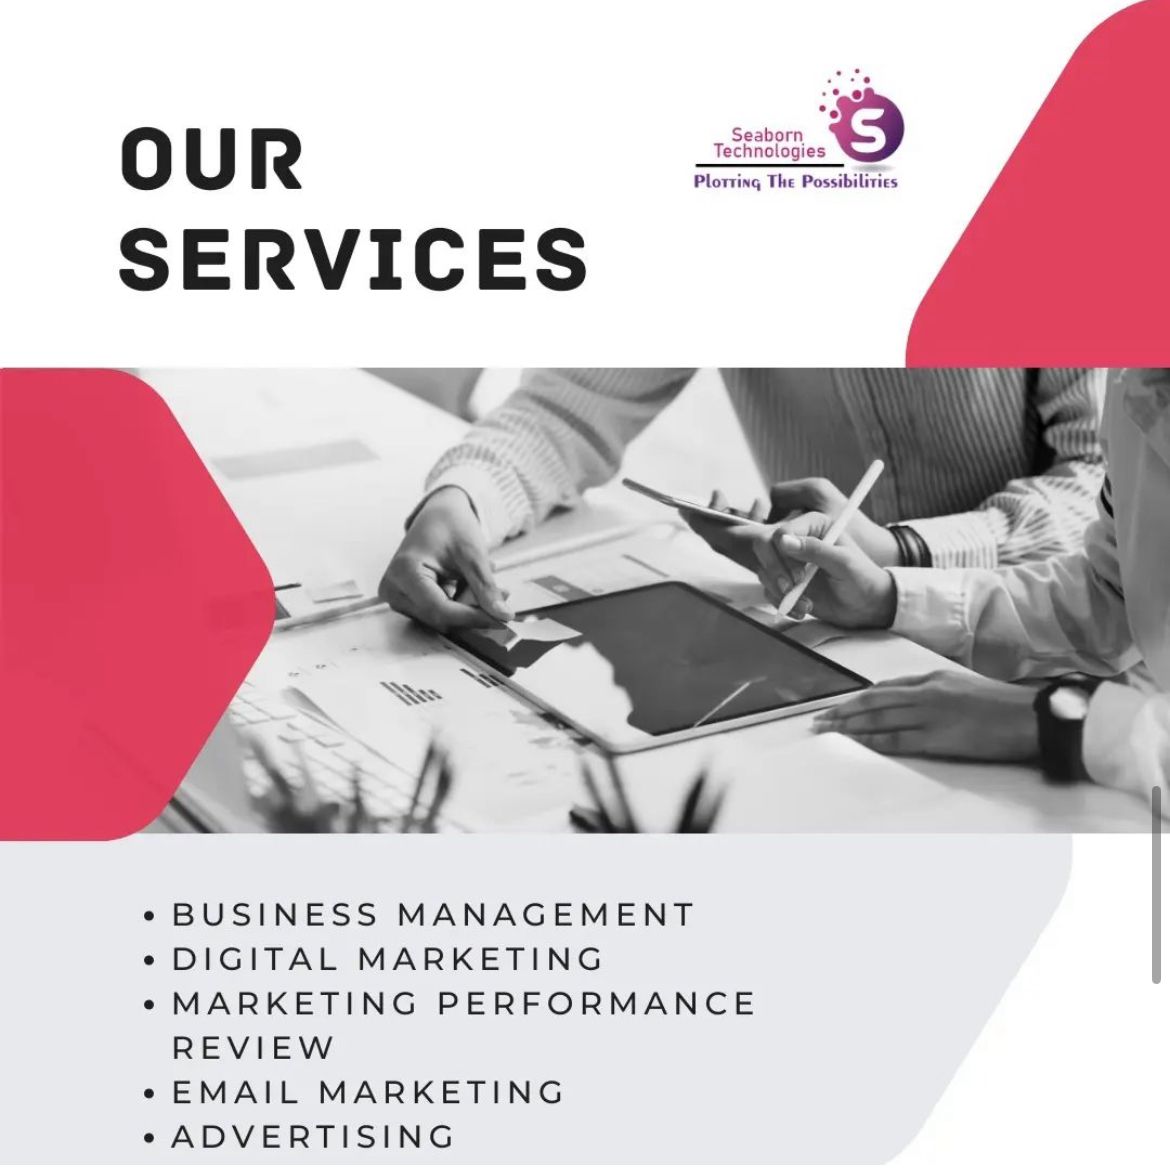 OUR
SERVICES
Seaborn
Technologies
S
Plotting The Possibilities
• BUSINESS MANAGEMENT
• DIGITAL MARKETING
• MARKETING PERFORMANCE
REVIEW
• EMAIL MARKETING
• ADVERTISING